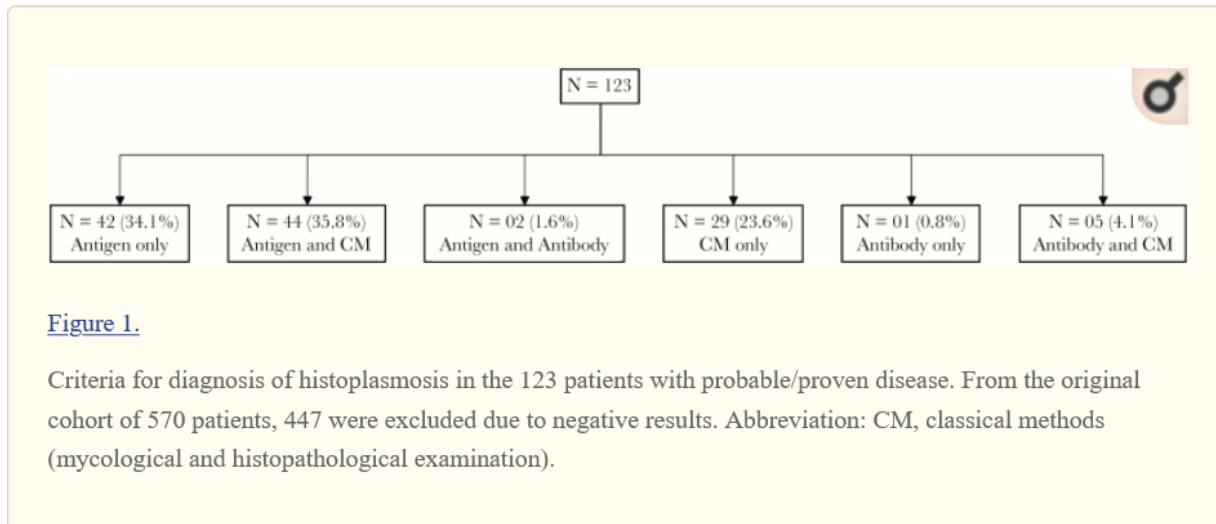 N = 123
N = 42 (34.1%)
Antigen only
N = 44 (35.8%)
Antigen and CM
N = 02 (1.6%)
Antigen and Antibody
N = 29 (23.6%)
CM only
N = 01 (0.8%)
Antibody only
N = 05 (4.1%)
Antibody and CM
Figure 1.
Criteria for diagnosis of histoplasmosis in the 123 patients with probable/proven disease. From the original
cohort of 570 patients, 447 were excluded due to negative results. Abbreviation: CM, classical methods
(mycological and histopathological examination).